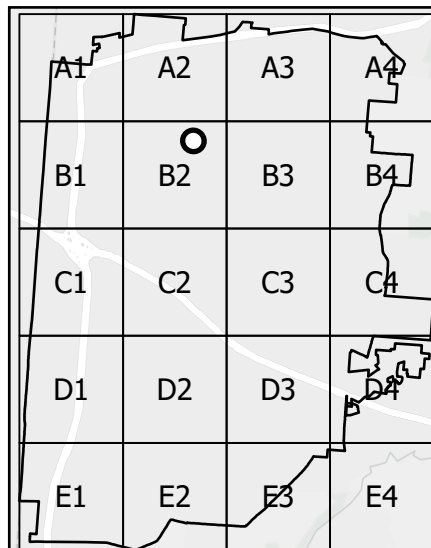 A1 A2 A3 A4
B1 B2 B3 B4
C1 C2 C3 C4
D1 D2 D3 D4
E1 E2 E3 E4